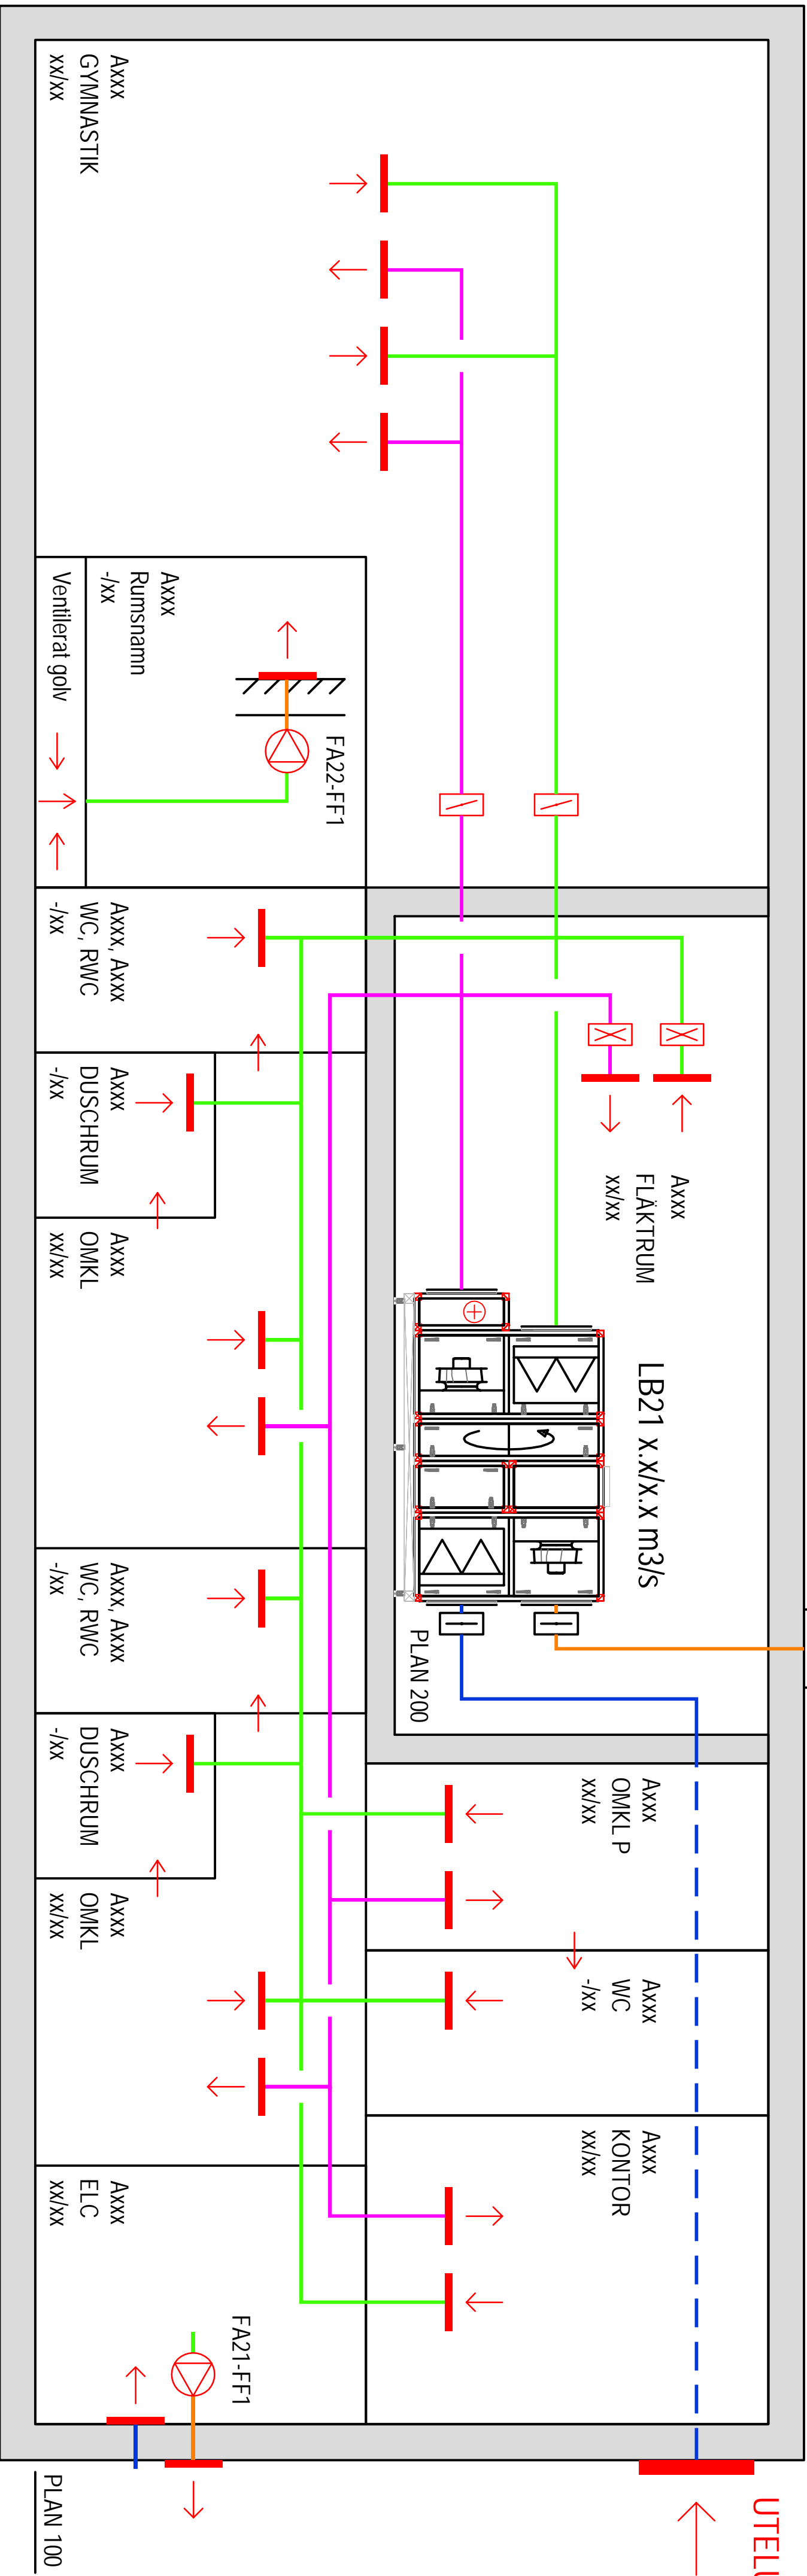 Axxx
GYMNASTIK
xx/xx
Axxx
Rumsnamn
-/xx
Ventilerat golv
FA22-FF1
Axxx, Axxx
WC, RWC
-/xx
Axxx
DUSCHRUM
-/xx
Axxx
OMKL
xx/xx
Axxx
FLÄKTRUM
xx/xx
LB21 x.x/x.x m3/s
PLAN 200
Axxx, Axxx
WC, RWC
-/xx
Axxx
DUSCHRUM
-/xx
Axxx
OMKL
xx/xx
Axxx
OMKL P
xx/xx
Axxx
WC
-/xx
Axxx
KONTOR
xx/xx
Axxx
ELC
xx/xx
FA21-FF1
PLAN 100